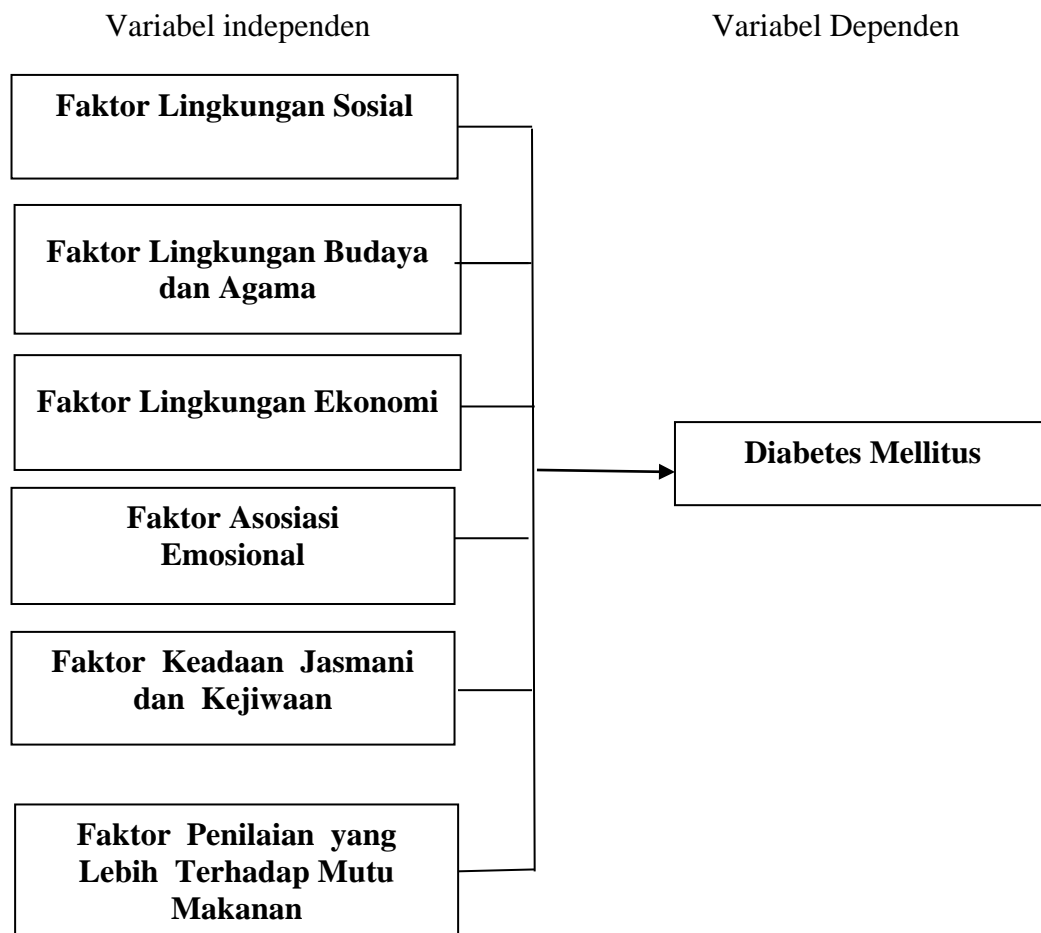 Variabel independen
Variabel Dependen
Faktor Lingkungan Sosial
Faktor Lingkungan Budaya
dan Agama
Faktor Lingkungan Ekonomi
Diabetes Mellitus
Faktor Asosiasi
Emosional
Faktor Keadaan Jasmani
dan Kejiwaan
Faktor Penilaian yang
Lebih Terhadap Mutu
Makanan